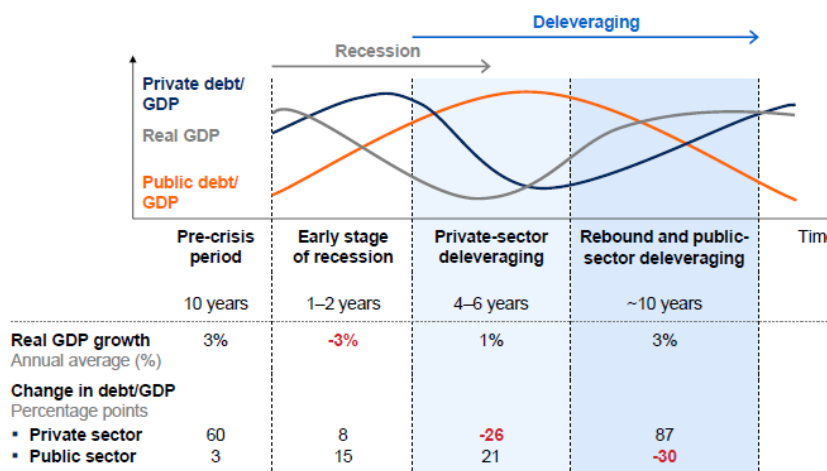 Deleveraging
Recession
Private debt/
GDP
Real GDP
Public debt/
GDP
Pre-crisis
period
Early stage
of recession
Private-sector
deleveraging
Rebound and public-
sector deleveraging
Time
10 years
1–2 years
4–6 years
~10 years
Real GDP growth
Annual average (%)
3%
-3%
1%
3%
Change in debt/GDP
Percentage points
▪ Private sector 60 8 -26 87
▪ Public sector 3 15 21 -30